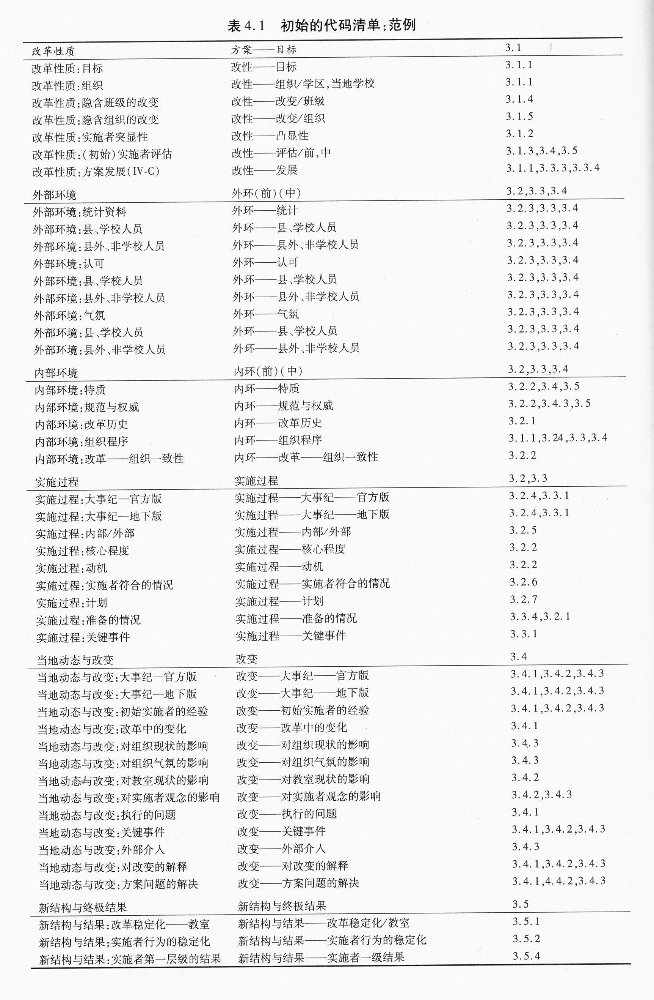 表 4.1 初始的代码清单:范例
改革性质 方案——目标 3.1
改革性质:目标 改性——目标 3.1.1
改革性质:组织 改性——组织/学区,当地学校 3.1.1
改革性质:隐含班级的改变 改性——改变/班级 3.1.4
改革性质:隐含组织的改变 改性——改变/组织 3.1.5
改革性质:实施者突显性 改性——凸显性 3.1.2
改革性质:(初始)实施者评估 改性——评估/前,中 3.1.3,3.4,3.5
改革性质:方案发展(IV-C) 改性——发展 3.1.1,3.3.3,3.3.4
外部环境 外环(前)(中) 3.2,3.3,3.4
外部环境:统计资料 外环——统计 3.2.3,3.3,3.4
外部环境:县、学校人员 外环——县、学校人员 3.2.3,3.3,3.4
外部环境:县外、非学校人员 外环——县外、非学校人员 3.2.3,3.3,3.4
外部环境:认可 外环——认可 3.2.3,3.3,3.4
外部环境:县、学校人员 外环——县、学校人员 3.2.3,3.3,3.4
外部环境:县外、非学校人员 外环——县外、非学校人员 3.2.3,3.3,3.4
外部环境:气氛 外环——气氛 3.2.3,3.3,3.4
外部环境:县、学校人员 外环——县、学校人员 3.2.3,3.3,3.4
外部环境:县外、非学校人员 外环——县外、非学校人员 3.2.3,3.3,3.4
内部环境 内环(前)(中) 3.2,3.3,3.4
内部环境:特质 内环——特质 3.2.2,3.4,3.5
内部环境:规范与权威 内环——规范与权威 3.2.2,3.4.3,3.5
内部环境:改革历史 内环——改革历史 3.2.1
内部环境:组织程序 内环——组织程序 3.1.1,3.24,3.3,3.4
内部环境:改革——组织一致性 内环——改革——组织一致性 3.2.2
实施过程 实施过程 3.2,3.3
实施过程:大事纪—官方版 实施过程——大事纪——官方版 3.2.4,3.3.1
实施过程:大事纪—地下版 实施过程——大事纪——地下版 3.2.4,3.3.1
实施过程:内部/外部 实施过程——内部/外部 3.2.5
实施过程:核心程度 实施过程——核心程度 3.2.2
实施过程:动机 实施过程——动机 3.2.2
实施过程:实施者符合的情况 实施过程——实施者符合的情况 3.2.6
实施过程:计划 实施过程——计划 3.2.7
实施过程:准备的情况 实施过程——准备的情况 3.3.4,3.2.1
实施过程:关键事件 实施过程——关键事件 3.3.1
当地动态与改变 改变 3.4
当地动态与改变:大事纪—官方版 改变——大事纪——官方版 3.4.1,3.4.2,3.4.3
当地动态与改变:大事纪—地下版 改变——大事纪——地下版 3.4.1,3.4.2,3.4.3
当地动态与改变:初始实施者的经验 改变——初始实施者的经验 3.4.1,3.4.2,3.4.3
当地动态与改变:改革中的变化 改变——改革中的变化 3.4.1
当地动态与改变:对组织现状的影响 改变——对组织现状的影响 3.4.3
当地动态与改变:对组织气氛的影响 改变——对组织气氛的影响 3.4.3
当地动态与改变:对教室现状的影响 改变——对教室现状的影响 3.4.2
当地动态与改变:对实施者观念的影响 改变——对实施者观念的影响 3.4.2,3.4.3
当地动态与改变:执行的问题 改变——执行的问题 3.4.1
当地动态与改变:关键事件 改变——关键事件 3.4.1,3.4.2,3.4.3
当地动态与改变:外部介入 改变——外部介入 3.4.3
当地动态与改变:对改变的解释 改变——对改变的解释 3.4.1,3.4.2,3.4.3
当地动态与改变:方案问题的解决 改变——方案问题的解决 3.4.1,4.4.2,3.4.3
新结构与终极结果 新结构与终极结果 3.5
新结构与结果:改革稳定化——教室 新结构与结果——改革稳定化/教室 3.5.1
新结构与结果:实施者行为的稳定化 新结构与结果——实施者行为的稳定化 3.5.2
新结构与结果:实施者第一层级的结果 新结构与结果——实施者一级结果 3.5.4